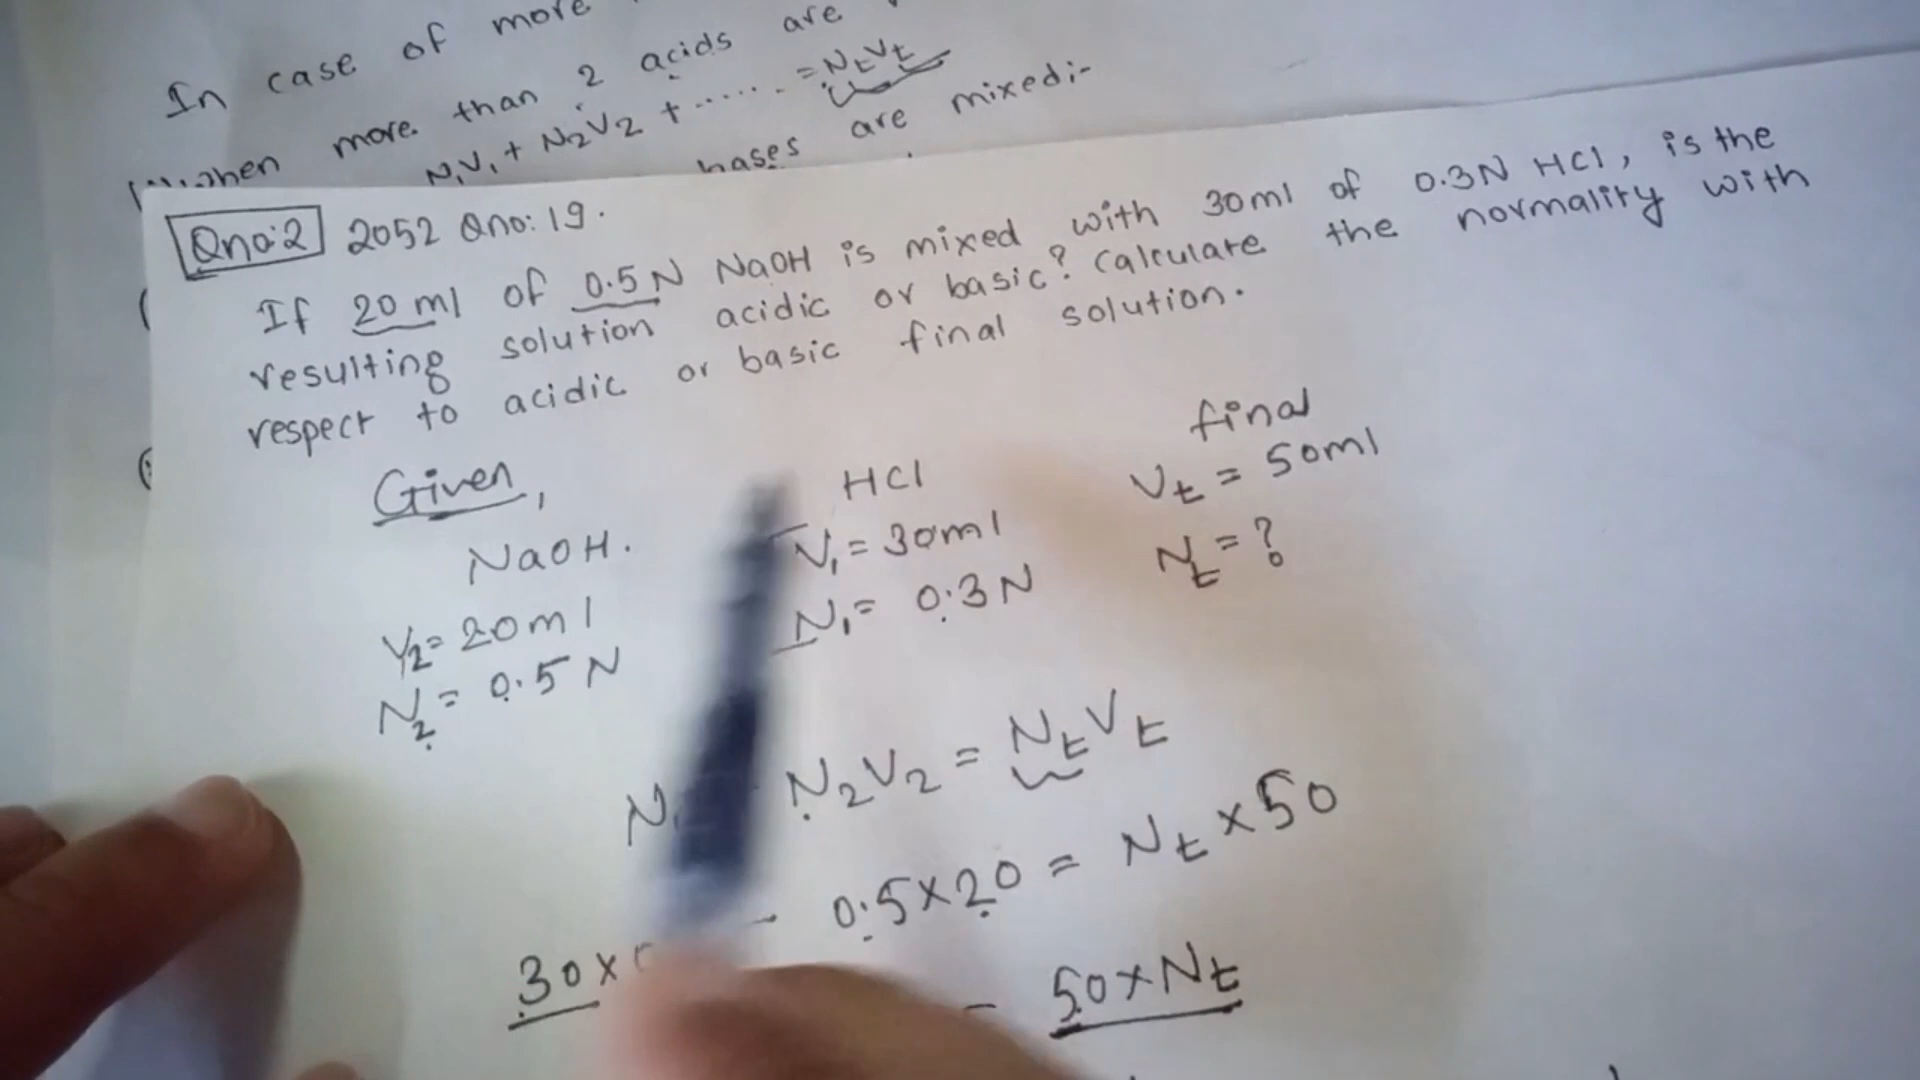 In case of more
when more than 2 acids are
N₁V₁ + N₂V₂ + ...... = NtVt
bases are mixed:-
Qno:2 2052 Qno: 19.
If 20 ml of 0.5N NaOH is mixed with 30ml of 0.3N HCl, is the
resulting solution acidic or basic? Calculate the normality with
respect to acidic or basic final solution.
Given,
NaOH.
V₂ = 20ml
N₂ = 0.5 N
HCl
V₁ = 30ml
N₁ = 0.3 N
final
Vt = 50ml
Nt = ?
N₂V₂ = NtVt
30× - 0.5×20 = Nt ×50
50×Nt